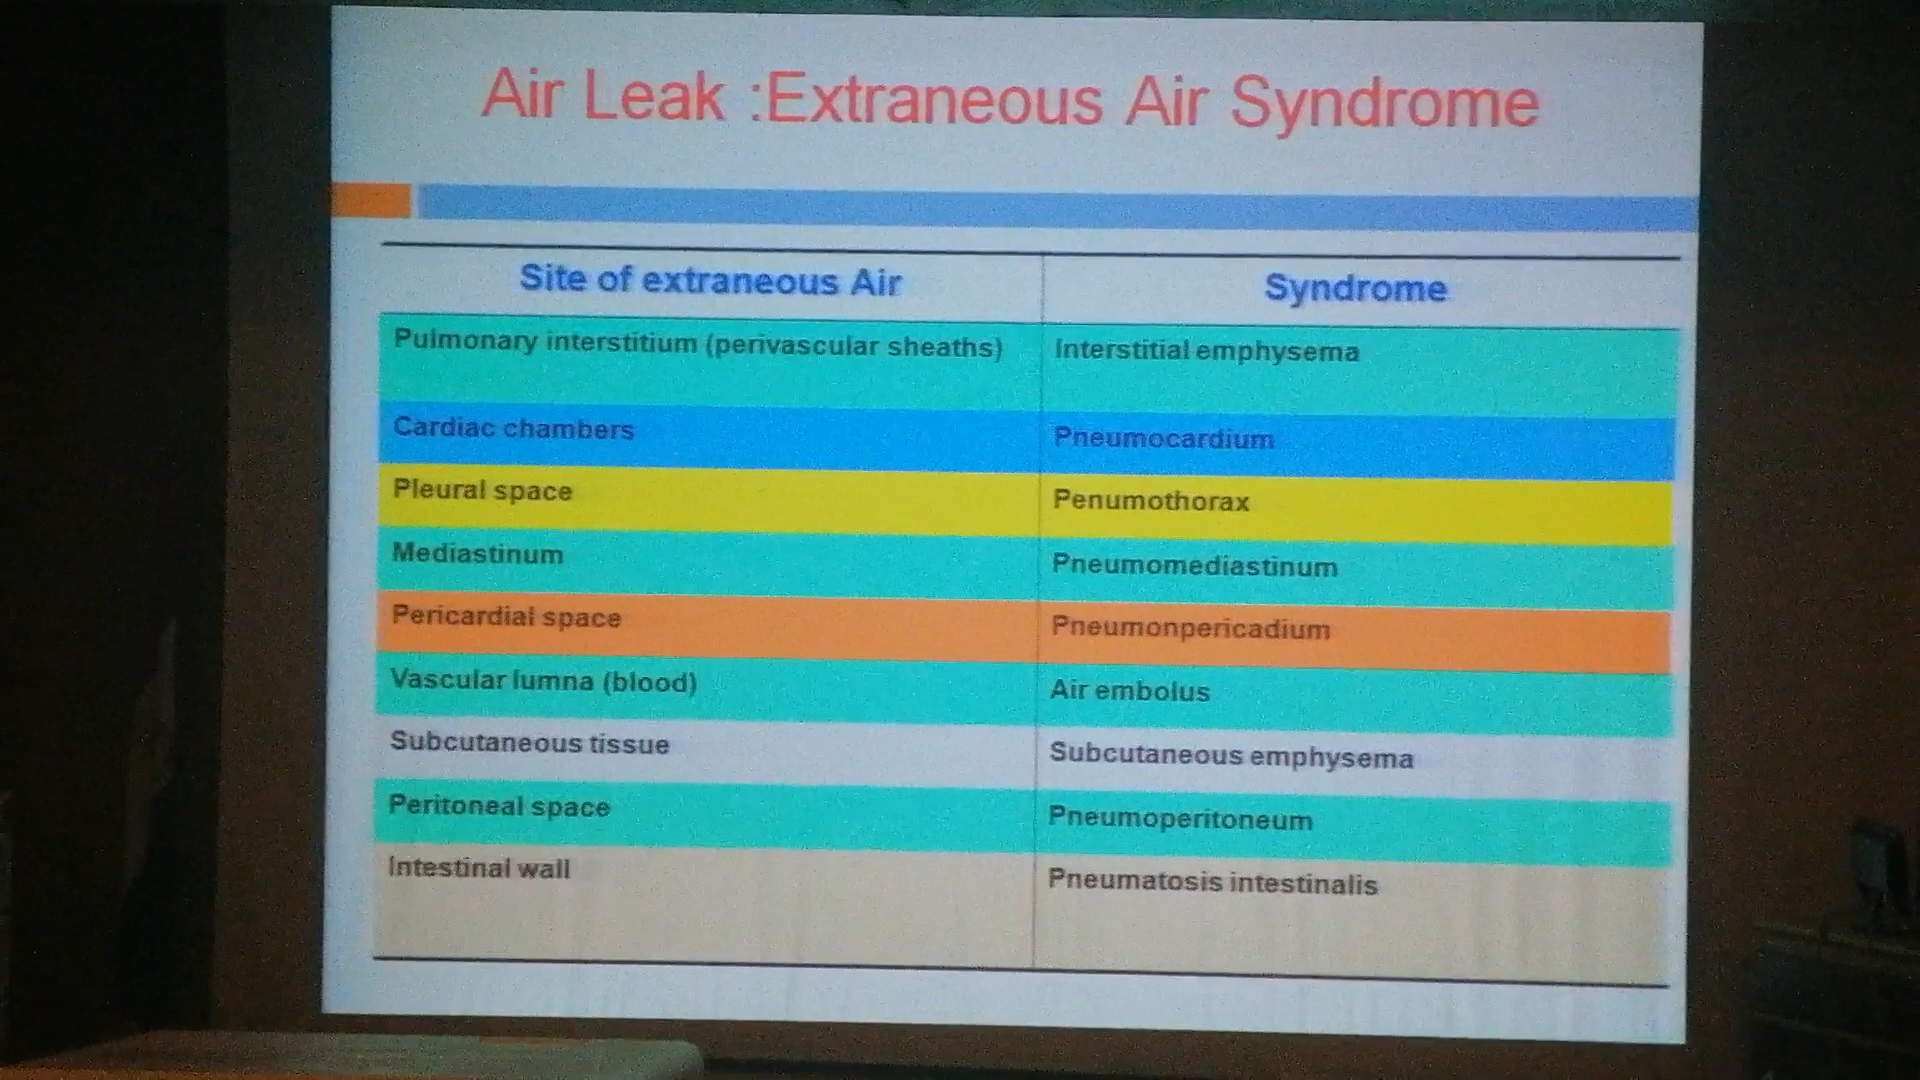 Air Leak :Extraneous Air Syndrome
Site of extraneous Air Syndrome
Pulmonary interstitium (perivascular sheaths) Interstitial emphysema
Cardiac chambers Pneumocardium
Pleural space Penumothorax
Mediastinum Pneumomediastinum
Pericardial space Pneumonpericadium
Vascular lumna (blood) Air embolus
Subcutaneous tissue Subcutaneous emphysema
Peritoneal space Pneumoperitoneum
Intestinal wall Pneumatosis intestinalis